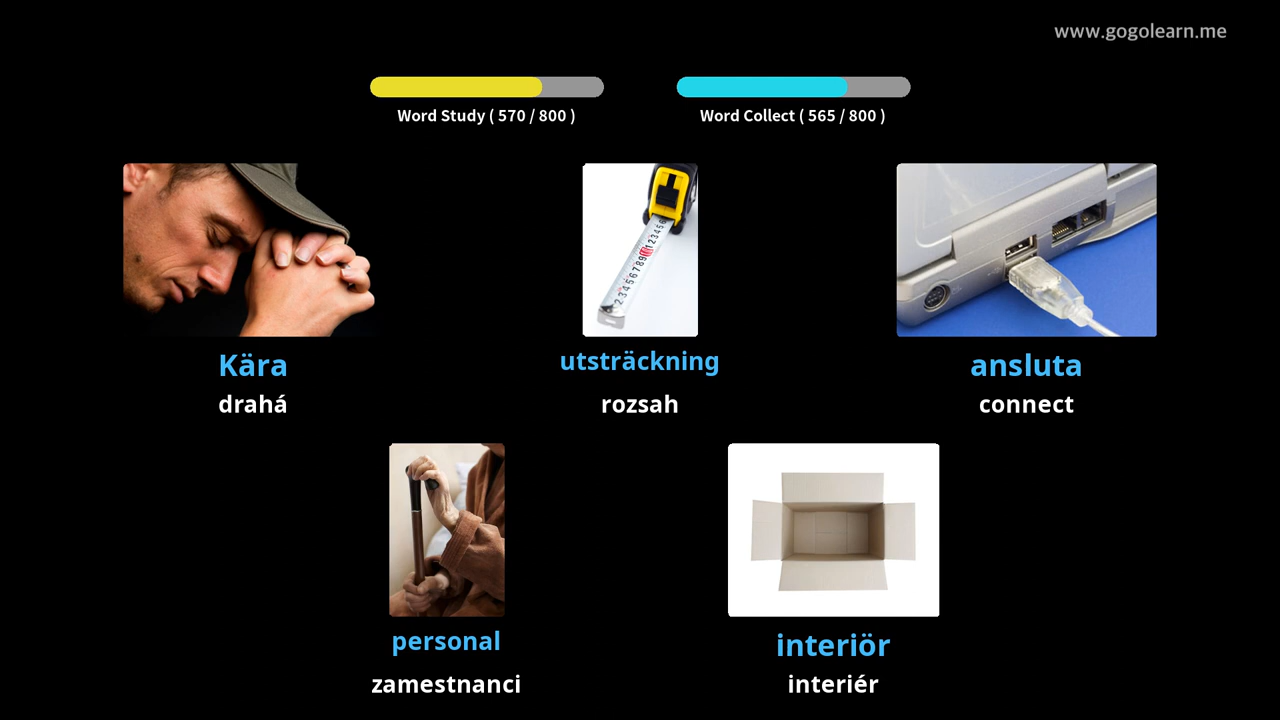 www.gogolearn.me
Word Study ( 570 / 800 )
Word Collect ( 565 / 800 )
Kära
utsträckning
ansluta
drahá
rozsah
connect
personal
interiör
zamestnanci
interiér